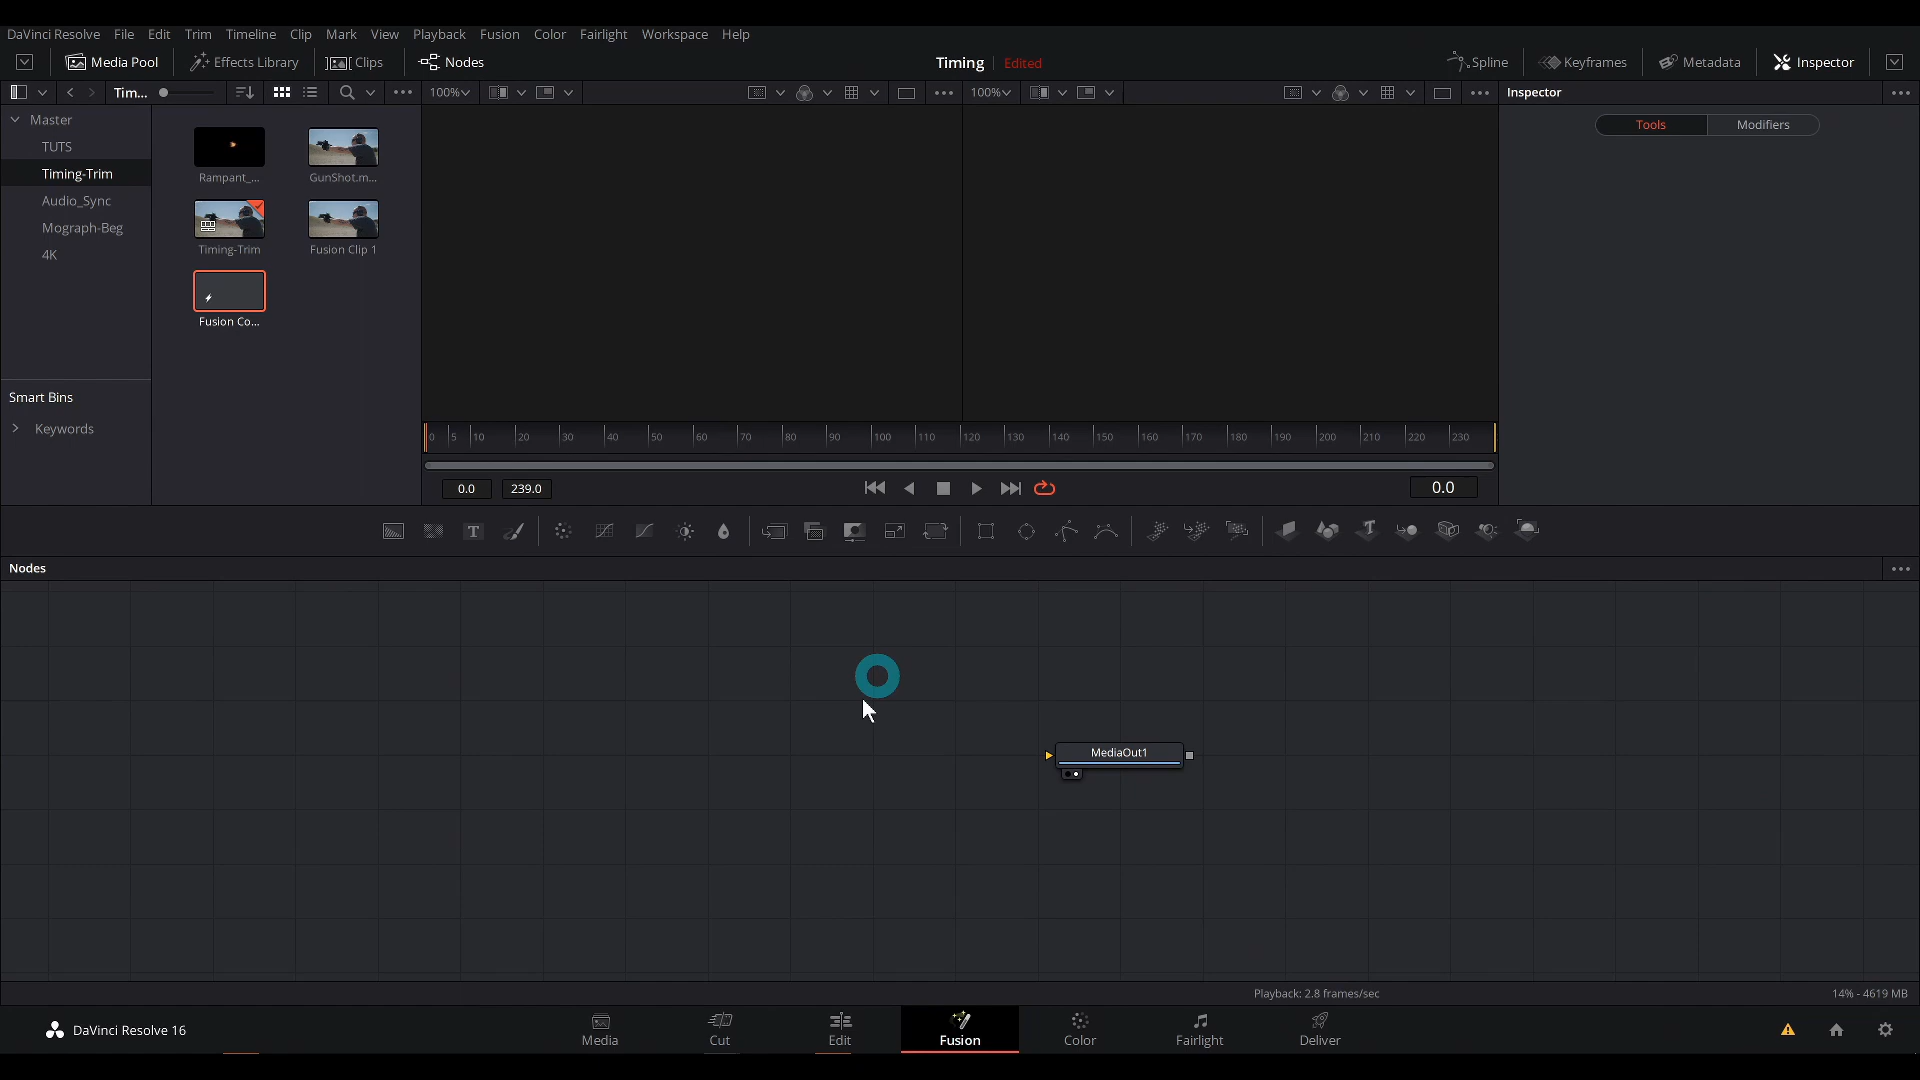 DaVinci Resolve File Edit Trim Timeline Clip Mark View Playback Fusion Color Fairlight Workspace Help
Media Pool Effects Library Clips Nodes Timing Edited Spline Keyframes Metadata Inspector
Tim... 100% 100% Inspector
Master
TUTS
Timing-Trim
Audio_Sync
Mograph-Beg
4K
Smart Bins
Keywords
Rampant_... GunShot.m...
Timing-Trim Fusion Clip 1
Fusion Co...
Tools Modifiers
0 5 10 20 30 40 50 60 70 80 90 100 110 120 130 140 150 160 170 180 190 200 210 220 230
0.0 239.0 0.0
Nodes
MediaOut1
Playback: 2.8 frames/sec 14% - 4619 MB
DaVinci Resolve 16 Media Cut Edit Fusion Color Fairlight Deliver